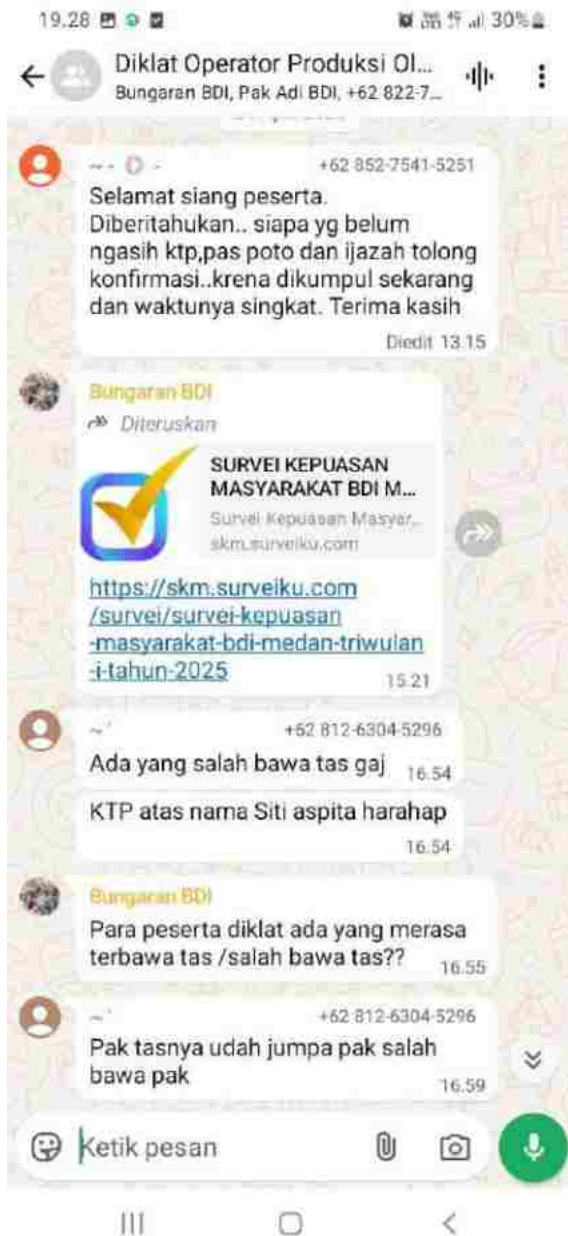 19.28
30%
Diklat Operator Produksi Ol...
Bungaran BDI, Pak Adi BDI, +62 822-7...
+62 852-7541-5251
Selamat siang peserta.
Diberitahukan.. siapa yg belum
ngasih ktp,pas poto dan ijazah tolong
konfirmasi..krena dikumpul sekarang
dan waktunya singkat. Terima kasih
Diedit 13.15
Bungaran BDI
Diteruskan
SURVEI KEPUASAN
MASYARAKAT BDI M...
Survei Kepuasan Masyar...
skm.surveiku.com
https://skm.surveiku.com
/survei/survei-kepuasan
-masyarakat-bdi-medan-triwulan
-i-tahun-2025
15.21
+62 812-6304-5296
Ada yang salah bawa tas gaj
16.54
KTP atas nama Siti aspita harahap
16.54
Bungaran BDI
Para peserta diklat ada yang merasa
terbawa tas /salah bawa tas??
16.55
+62 812-6304-5296
Pak tasnya udah jumpa pak salah
bawa pak
16.59
Ketik pesan